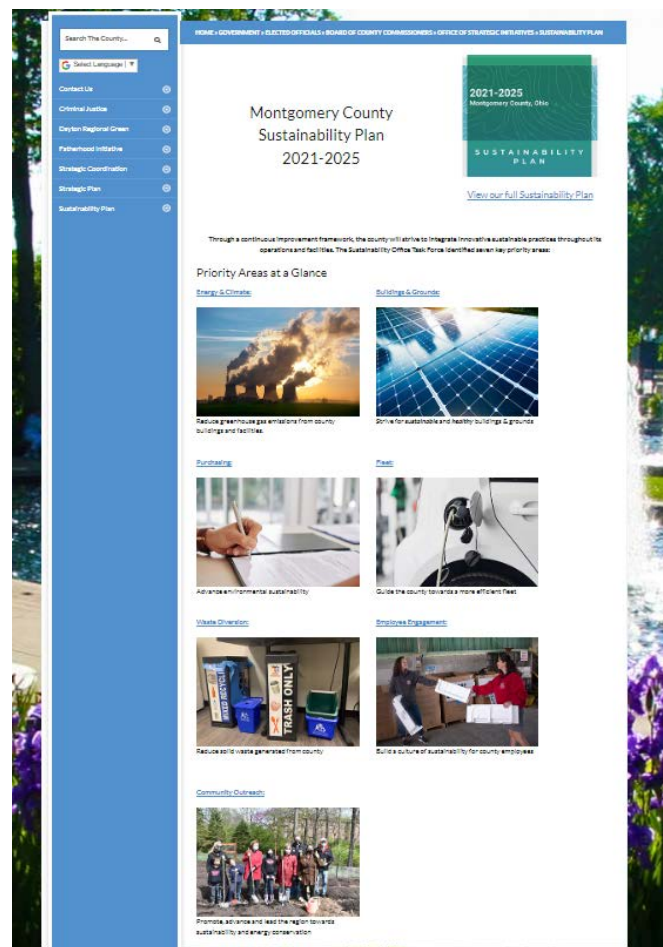 Search The County...
Select Language ▼
Contact Us
Criminal Justice
Dayton Regional Green
Fatherhood Initiative
Strategic Coordination
Strategic Plan
Sustainability Plan
HOME » GOVERNMENT » ELECTED OFFICIALS » BOARD OF COUNTY COMMISSIONERS » OFFICE OF STRATEGIC INITIATIVES » SUSTAINABILITY PLAN
Montgomery County
Sustainability Plan
2021-2025
2021-2025
Montgomery County, Ohio
SUSTAINABILITY
PLAN
View our full Sustainability Plan
Through a continuous improvement framework, the county will strive to integrate innovative sustainable practices throughout its
operations and facilities. The Sustainability Office Task Force identified seven key priority areas:
Priority Areas at a Glance
Energy & Climate:
Buildings & Grounds:
Reduce greenhouse gas emissions from county
buildings and facilities.
Strive for sustainable and healthy buildings & grounds
Purchasing:
Fleet:
Advance environmental sustainability
Guide the county towards a more efficient fleet
Waste Diversion:
Employee Engagement:
MIXED RECYCLE
TRASH ONLY
Reduce solid waste generated from county
Build a culture of sustainability for county employees
Community Outreach:
Promote, advance and lead the region towards
sustainability and energy conservation